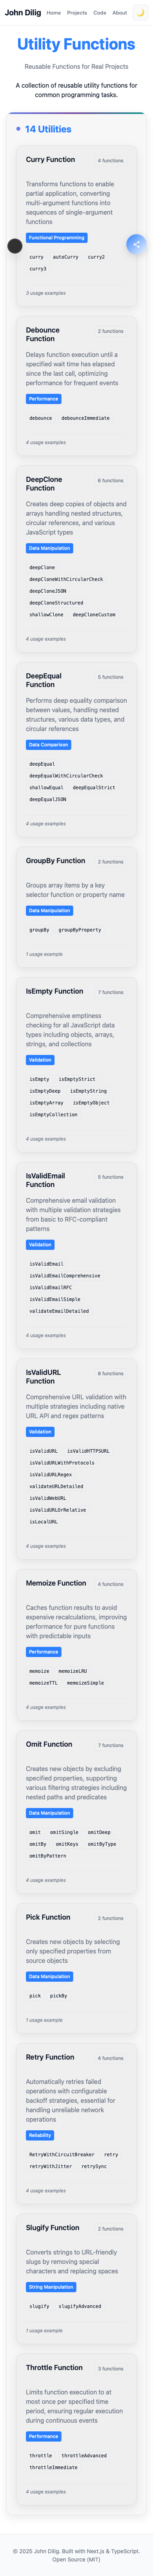 John Dilig Home Projects Code About
Utility Functions
Reusable Functions for Real Projects
A collection of reusable utility functions for
common programming tasks.
14 Utilities
Curry Function 4 functions
Transforms functions to enable
partial application, converting
multi-argument functions into
sequences of single-argument
functions
Functional Programming
curry autoCurry curry2
curry3
3 usage examples
Debounce
Function 2 functions
Delays function execution until a
specified wait time has elapsed
since the last call, optimizing
performance for frequent events
Performance
debounce debounceImmediate
4 usage examples
DeepClone
Function 6 functions
Creates deep copies of objects and
arrays handling nested structures,
circular references, and various
JavaScript types
Data Manipulation
deepClone
deepCloneWithCircularCheck
deepCloneJSON
deepCloneStructured
shallowClone deepCloneCustom
4 usage examples
DeepEqual
Function 5 functions
Performs deep equality comparison
between values, handling nested
structures, various data types, and
circular references
Data Comparison
deepEqual
deepEqualWithCircularCheck
shallowEqual deepEqualStrict
deepEqualJSON
4 usage examples
GroupBy Function 2 functions
Groups array items by a key
selector function or property name
Data Manipulation
groupBy groupByProperty
1 usage example
IsEmpty Function 7 functions
Comprehensive emptiness
checking for all JavaScript data
types including objects, arrays,
strings, and collections
Validation
isEmpty isEmptyStrict
isEmptyDeep isEmptyString
isEmptyArray isEmptyObject
isEmptyCollection
4 usage examples
IsValidEmail
Function 5 functions
Comprehensive email validation
with multiple validation strategies
from basic to RFC-compliant
patterns
Validation
isValidEmail
isValidEmailComprehensive
isValidEmailRFC
isValidEmailSimple
validateEmailDetailed
4 usage examples
IsValidURL
Function 8 functions
Comprehensive URL validation with
multiple strategies including native
URL API and regex patterns
Validation
isValidURL isValidHTTPSURL
isValidURLWithProtocols
isValidURLRegex
validateURLDetailed
isValidWebURL
isValidURLOrRelative
isLocalURL
4 usage examples
Memoize Function 4 functions
Caches function results to avoid
expensive recalculations, improving
performance for pure functions
with predictable inputs
Performance
memoize memoizeLRU
memoizeTTL memoizeSimple
4 usage examples
Omit Function 7 functions
Creates new objects by excluding
specified properties, supporting
various filtering strategies including
nested paths and predicates
Data Manipulation
omit omitSingle omitDeep
omitBy omitKeys omitByType
omitByPattern
4 usage examples
Pick Function 2 functions
Creates new objects by selecting
only specified properties from
source objects
Data Manipulation
pick pickBy
1 usage example
Retry Function 4 functions
Automatically retries failed
operations with configurable
backoff strategies, essential for
handling unreliable network
operations
Reliability
RetryWithCircuitBreaker retry
retryWithJitter retrySync
4 usage examples
Slugify Function 2 functions
Converts strings to URL-friendly
slugs by removing special
characters and replacing spaces
String Manipulation
slugify slugifyAdvanced
1 usage example
Throttle Function 3 functions
Limits function execution to at
most once per specified time
period, ensuring regular execution
during continuous events
Performance
throttle throttleAdvanced
throttleImmediate
4 usage examples
© 2025 John Dilig. Built with Next.js & TypeScript.
Open Source (MIT)